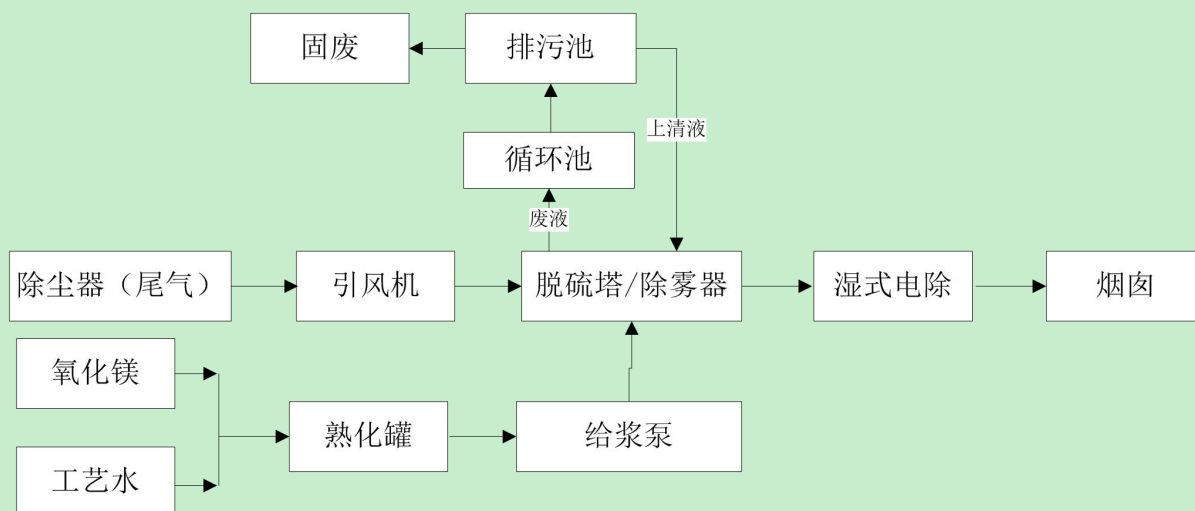 固废
排污池
上清液
循环池
废液
除尘器（尾气）
引风机
脱硫塔/除雾器
湿式电除
烟囱
氧化镁
熟化罐
给浆泵
工艺水